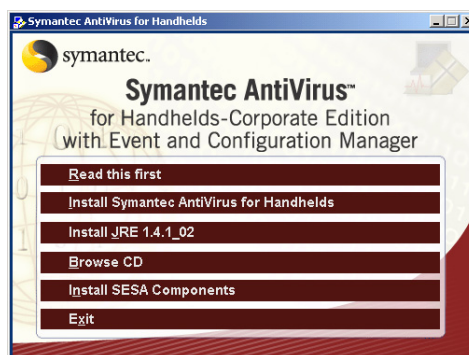 Symantec AntiVirus for Handhelds
symantec.
Symantec AntiVirus™
for Handhelds-Corporate Edition
with Event and Configuration Manager
Read this first
Install Symantec AntiVirus for Handhelds
Install JRE 1.4.1_02
Browse CD
Install SESA Components
Exit